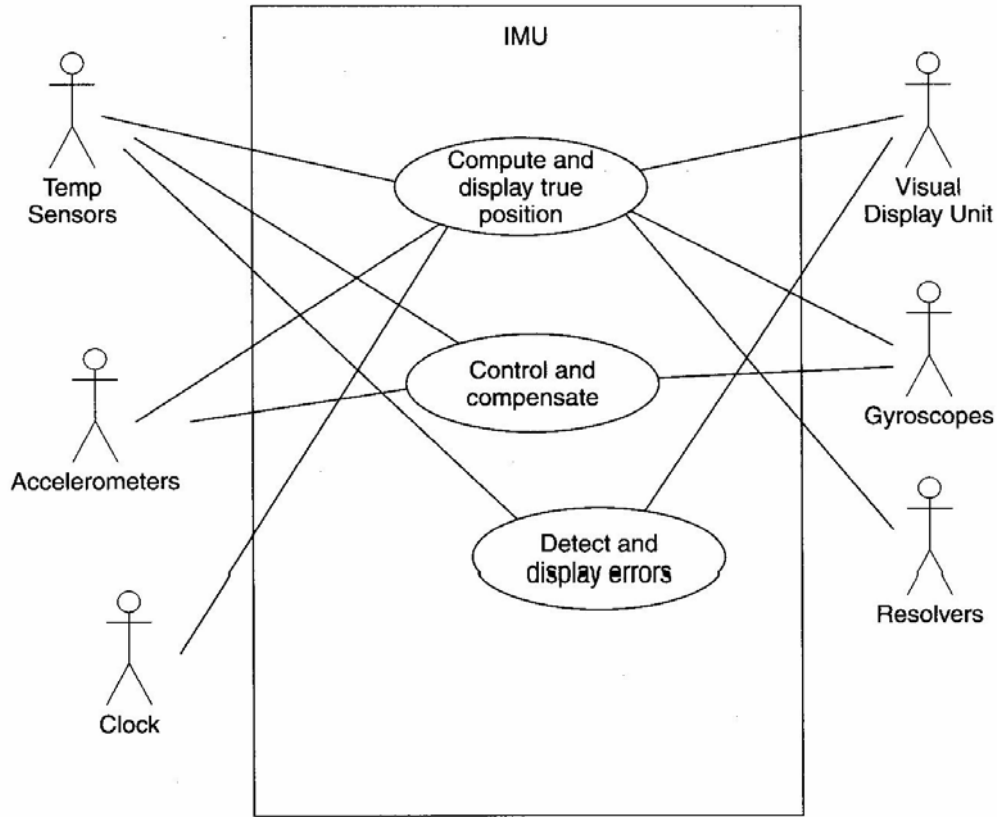 IMU
Temp
Sensors
Compute and
display true
position
Visual
Display Unit
Control and
compensate
Gyroscopes
Accelerometers
Detect and
display errors
Resolvers
Clock